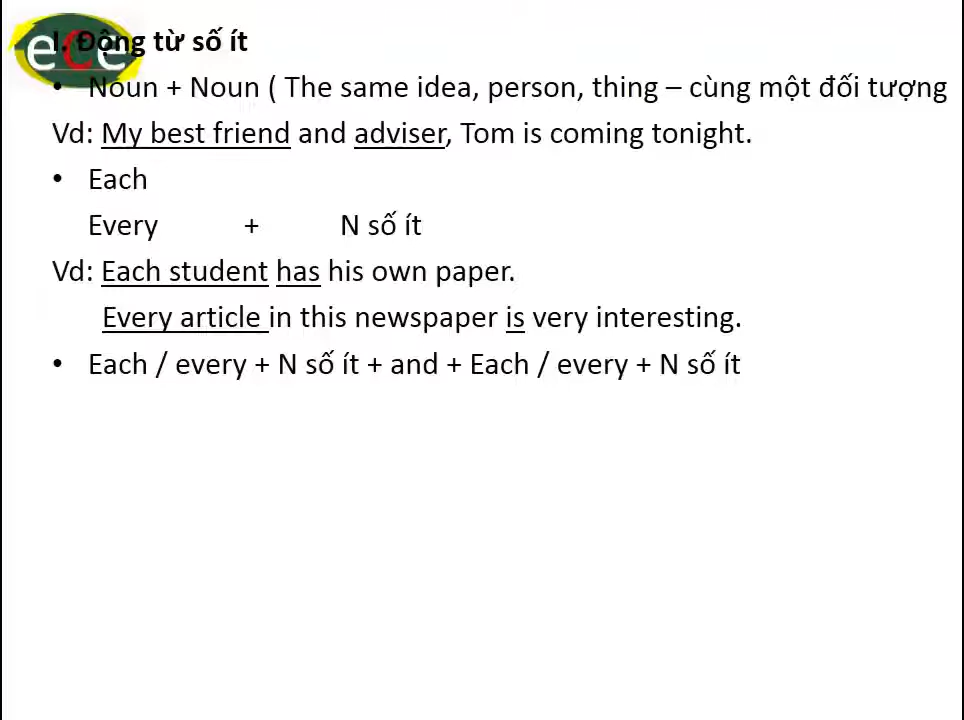 ece
I. Động từ số ít
• Noun + Noun ( The same idea, person, thing – cùng một đối tượng
Vd: My best friend and adviser, Tom is coming tonight.
• Each
Every + N số ít
Vd: Each student has his own paper.
Every article in this newspaper is very interesting.
• Each / every + N số ít + and + Each / every + N số ít